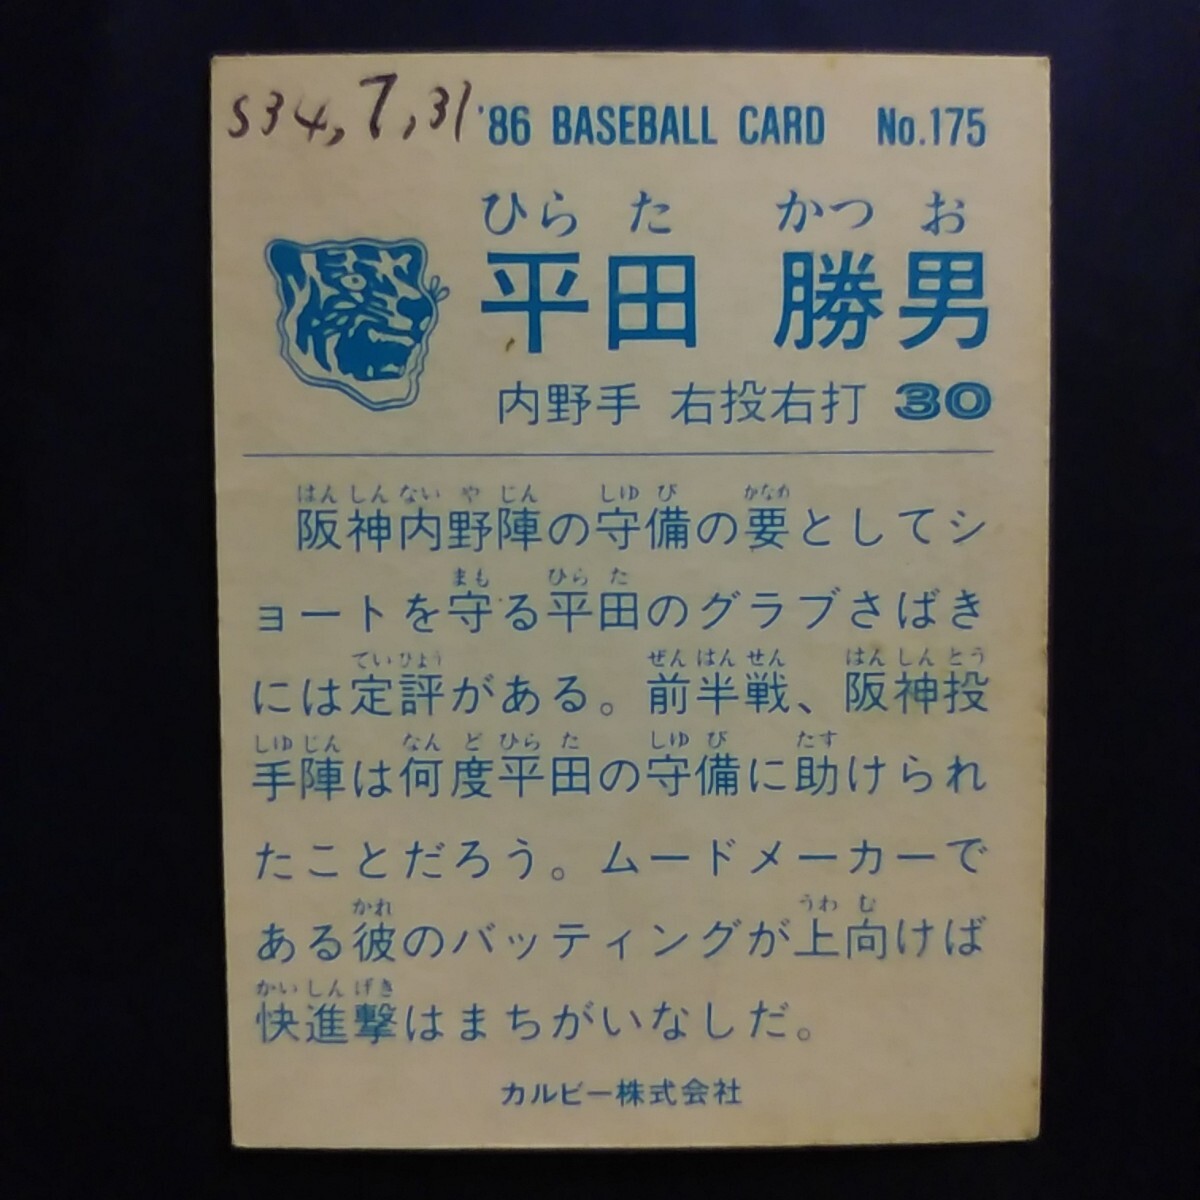 S34,7,31 '86 BASEBALL CARD No.175
ひら た かつ お
平田 勝男
内野手 右投右打 30
はん しん ない や じん しゆ び かなめ
阪神内野陣の守備の要としてシ
まも ひら た
ョートを守る平田のグラブさばき
てい ひょう ぜん はん せん はん しん とう
には定評がある。前半戦、阪神投
しゆ じん なん ど ひら た しゆ び たす
手陣は何度平田の守備に助けられ
たことだろう。ムードメーカーで
かれ うわ む
ある彼のバッティングが上向けば
かい しん げき
快進撃はまちがいなしだ。
カルビー株式会社